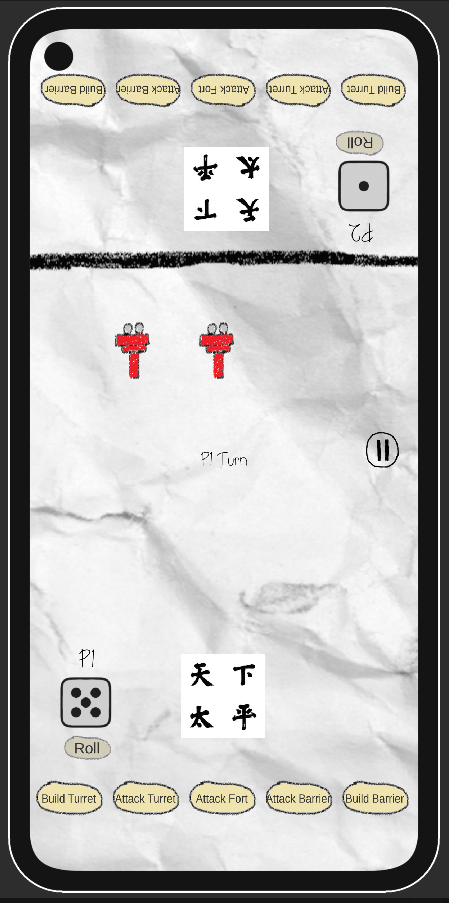 Build Barrier
Attack Barrier
Attack Fort
Attack Turret
Build Turret
Roll
天下
太平
P2
P1 Turn
P1
天下
太平
Roll
Build Turret
Attack Turret
Attack Fort
Attack Barrier
Build Barrier